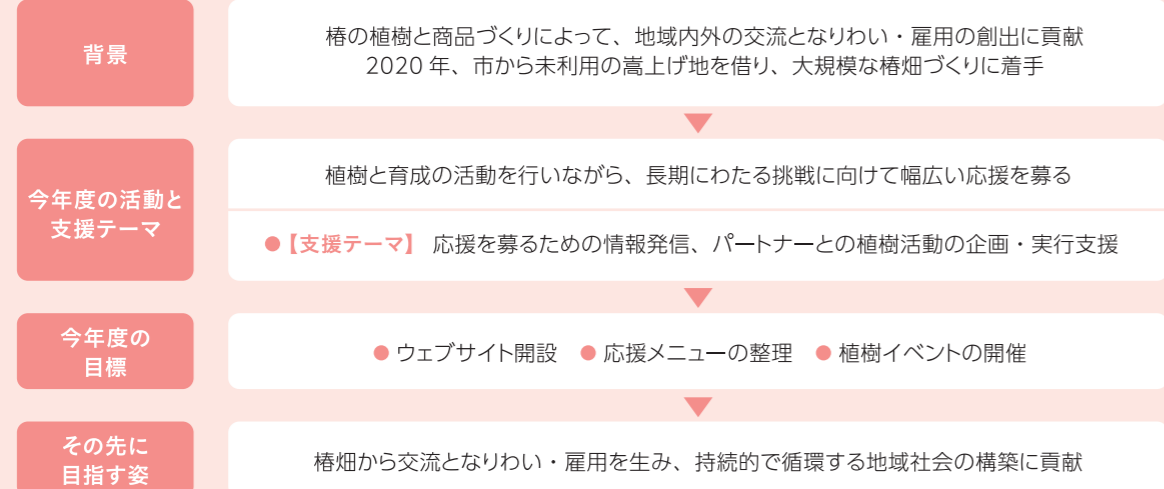 背景
椿の植樹と商品づくりによって、地域内外の交流となりわい・雇用の創出に貢献
2020 年、市から未利用の嵩上げ地を借り、大規模な椿畑づくりに着手
今年度の活動と
支援テーマ
植樹と育成の活動を行いながら、長期にわたる挑戦に向けて幅広い応援を募る
●【支援テーマ】 応援を募るための情報発信、パートナーとの植樹活動の企画・実行支援
今年度の
目標
● ウェブサイト開設 ● 応援メニューの整理 ● 植樹イベントの開催
その先に
目指す姿
椿畑から交流となりわい・雇用を生み、持続的で循環する地域社会の構築に貢献